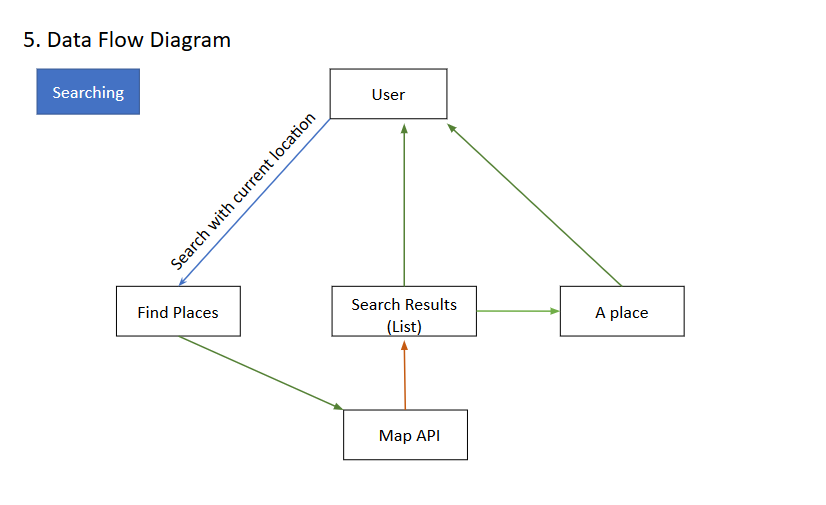 5. Data Flow Diagram
Searching
User
Search with current location
Find Places
Search Results
(List)
A place
Map API